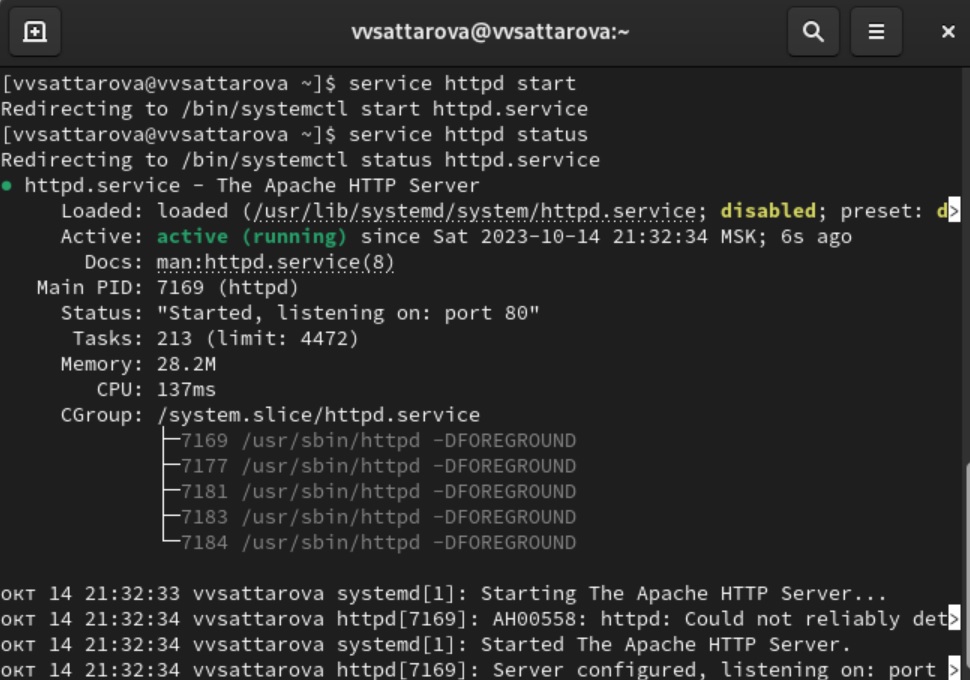 vvsattarova@vvsattarova:~
[vvsattarova@vvsattarova ~]$ service httpd start
Redirecting to /bin/systemctl start httpd.service
[vvsattarova@vvsattarova ~]$ service httpd status
Redirecting to /bin/systemctl status httpd.service
● httpd.service - The Apache HTTP Server
Loaded: loaded (/usr/lib/systemd/system/httpd.service; disabled; preset: d>
Active: active (running) since Sat 2023-10-14 21:32:34 MSK; 6s ago
Docs: man:httpd.service(8)
Main PID: 7169 (httpd)
Status: "Started, listening on: port 80"
Tasks: 213 (limit: 4472)
Memory: 28.2M
CPU: 137ms
CGroup: /system.slice/httpd.service
├─7169 /usr/sbin/httpd -DFOREGROUND
├─7177 /usr/sbin/httpd -DFOREGROUND
├─7181 /usr/sbin/httpd -DFOREGROUND
├─7183 /usr/sbin/httpd -DFOREGROUND
└─7184 /usr/sbin/httpd -DFOREGROUND
окт 14 21:32:33 vvsattarova systemd[1]: Starting The Apache HTTP Server...
окт 14 21:32:34 vvsattarova httpd[7169]: AH00558: httpd: Could not reliably det>
окт 14 21:32:34 vvsattarova systemd[1]: Started The Apache HTTP Server.
окт 14 21:32:34 vvsattarova httpd[7169]: Server configured, listening on: port >